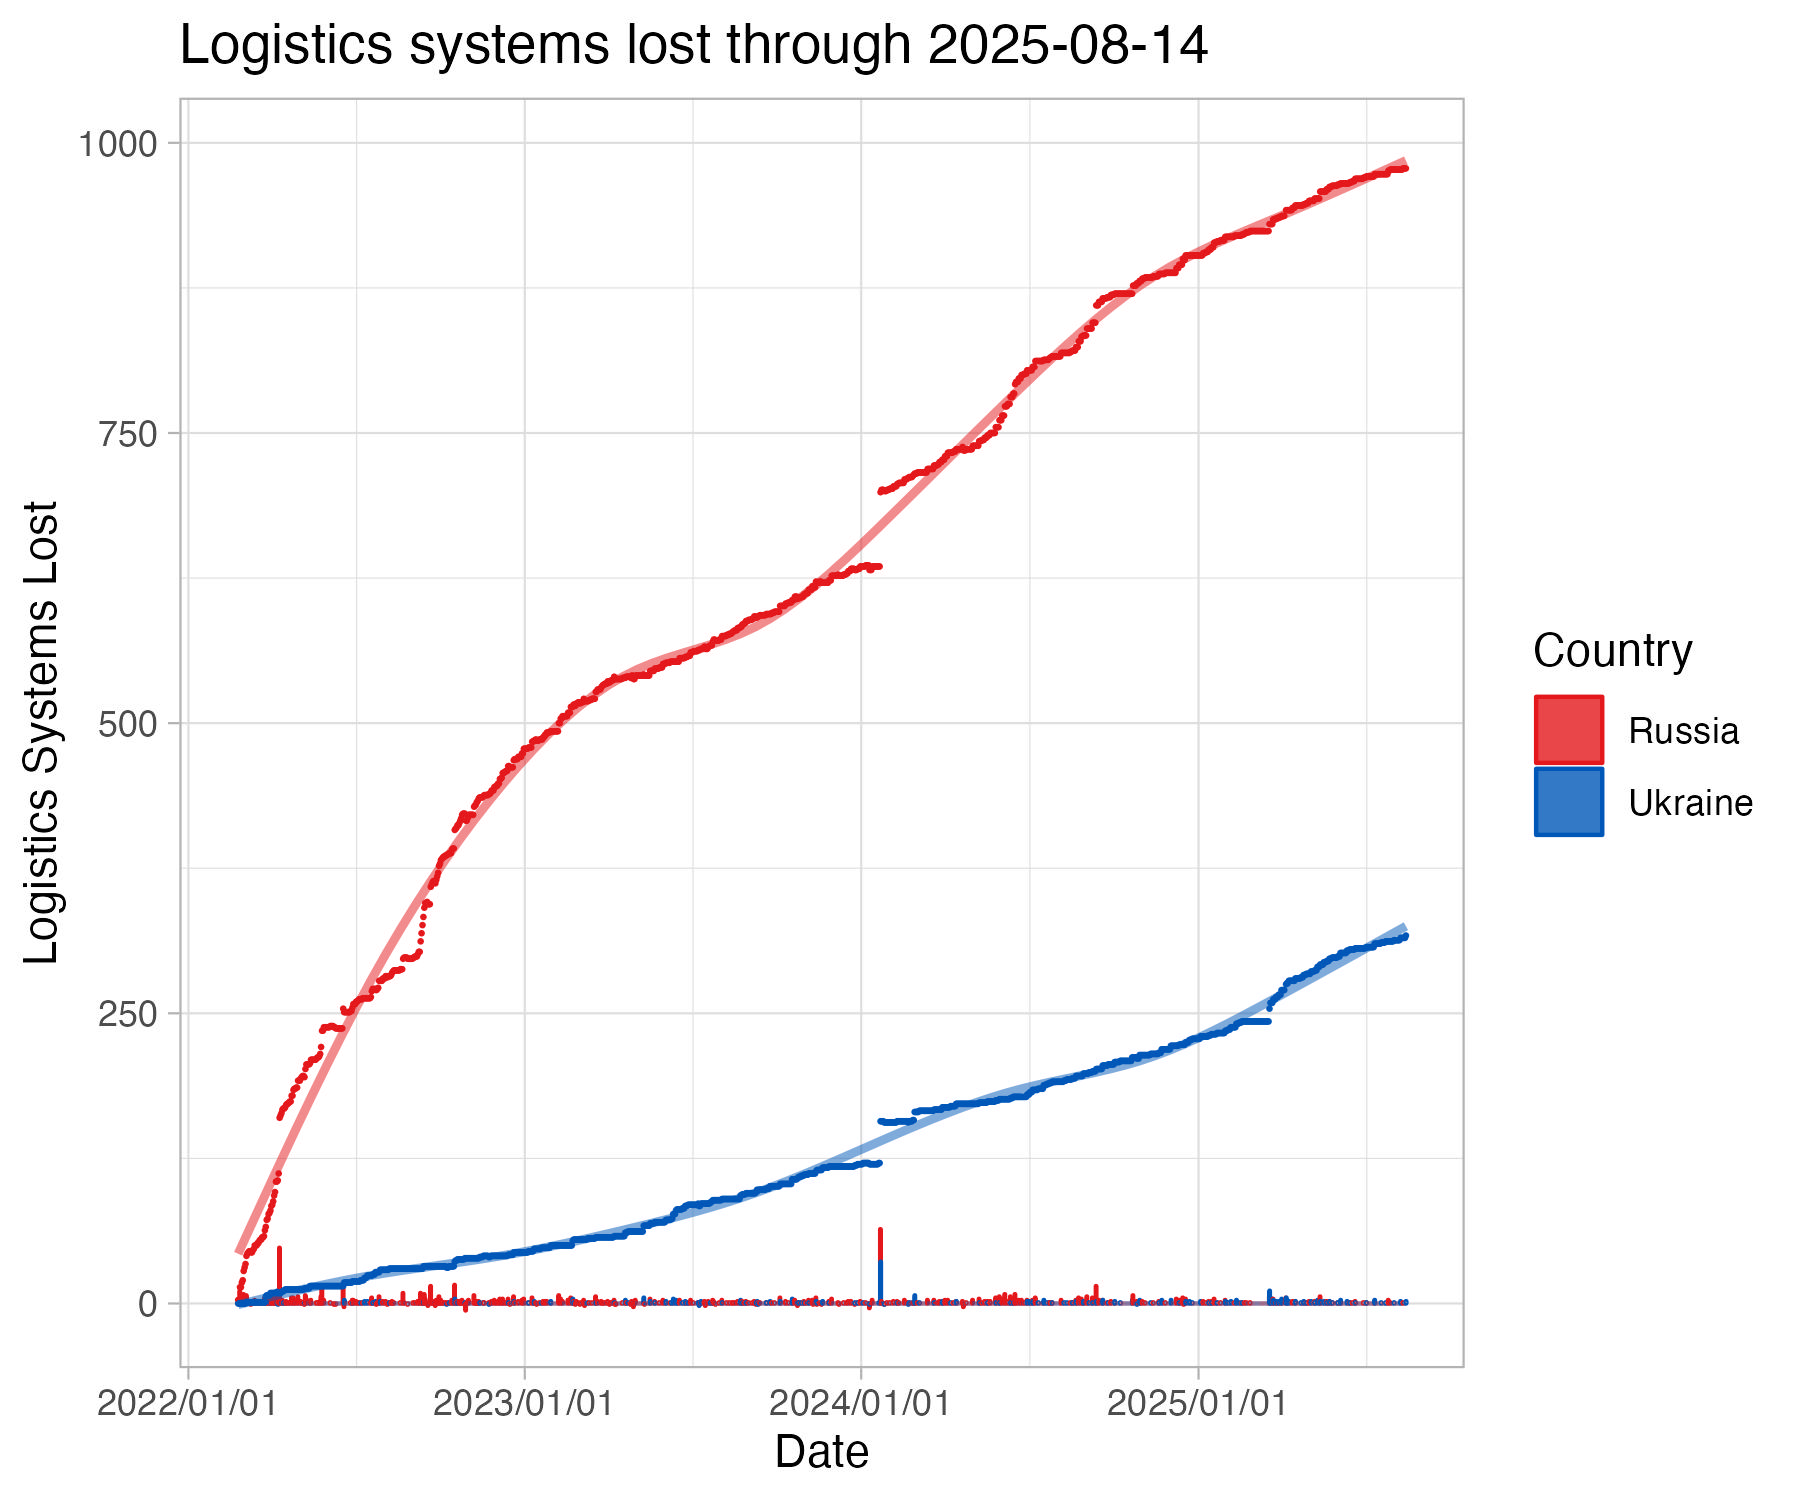 Logistics systems lost through 2025-08-14
Logistics Systems Lost
1000
750
500
250
0
2022/01/01
2023/01/01
2024/01/01
2025/01/01
Date
Country
Russia
Ukraine